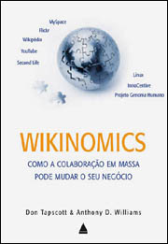 MySpace
Flickr
Wikipédia
YouTube
Second Life
Linux
InnoCentive
Projeto Genoma Humano
WIKINOMICS
COMO A COLABORAÇÃO EM MASSA
PODE MUDAR O SEU NEGÓCIO
Don Tapscott & Anthony D. Williams